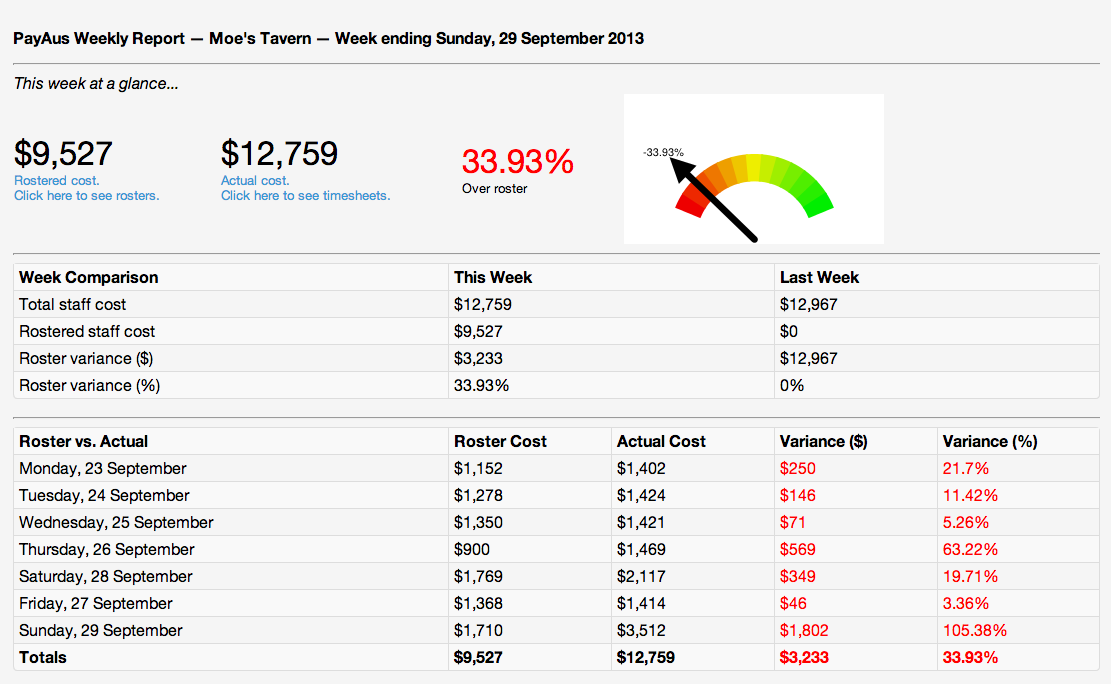 PayAus Weekly Report — Moe's Tavern — Week ending Sunday, 29 September 2013
This week at a glance...
$9,527
Rostered cost.
Click here to see rosters.
$12,759
Actual cost.
Click here to see timesheets.
33.93%
Over roster
-33.93%
Week Comparison This Week Last Week
Total staff cost $12,759 $12,967
Rostered staff cost $9,527 $0
Roster variance ($) $3,233 $12,967
Roster variance (%) 33.93% 0%
Roster vs. Actual Roster Cost Actual Cost Variance ($) Variance (%)
Monday, 23 September $1,152 $1,402 $250 21.7%
Tuesday, 24 September $1,278 $1,424 $146 11.42%
Wednesday, 25 September $1,350 $1,421 $71 5.26%
Thursday, 26 September $900 $1,469 $569 63.22%
Saturday, 28 September $1,769 $2,117 $349 19.71%
Friday, 27 September $1,368 $1,414 $46 3.36%
Sunday, 29 September $1,710 $3,512 $1,802 105.38%
Totals $9,527 $12,759 $3,233 33.93%